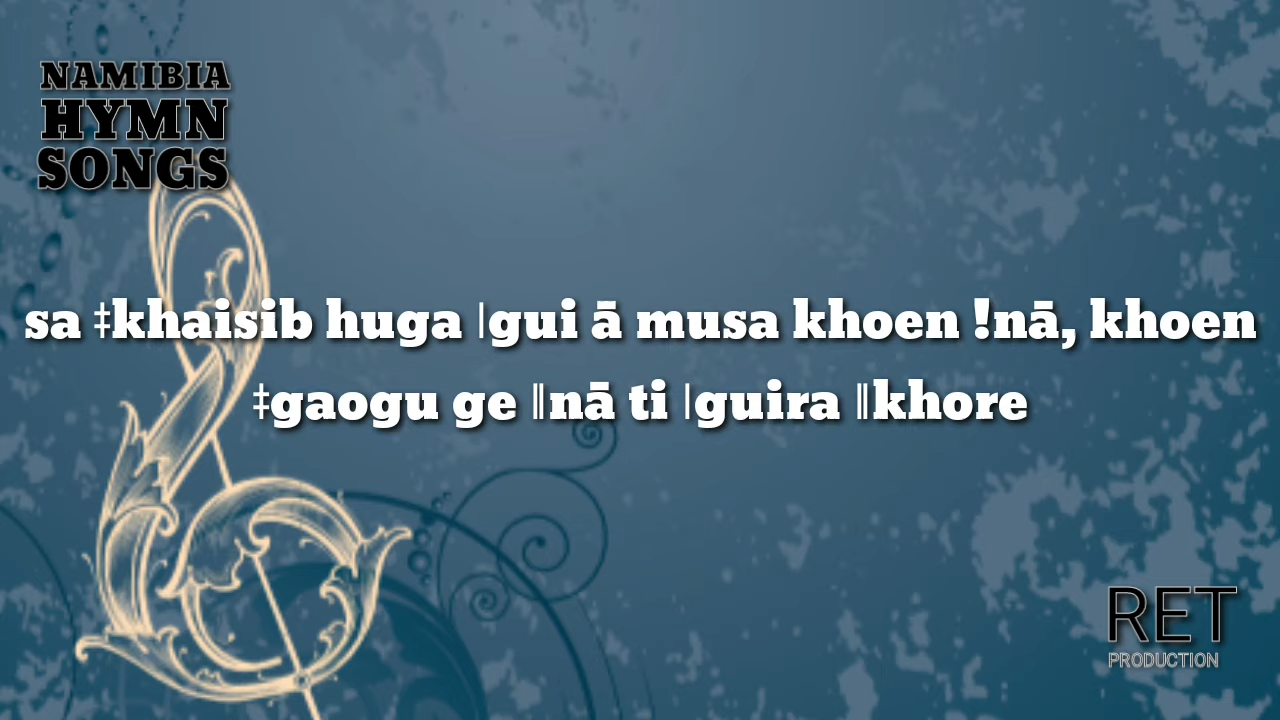 NAMIBIA
HYMN
SONGS
sa ǂkhaisib huga ǀgui ā musa khoen !nā, khoen
ǂgaogu ge ǁnā ti ǀguira ǁkhore
RET
PRODUCTION